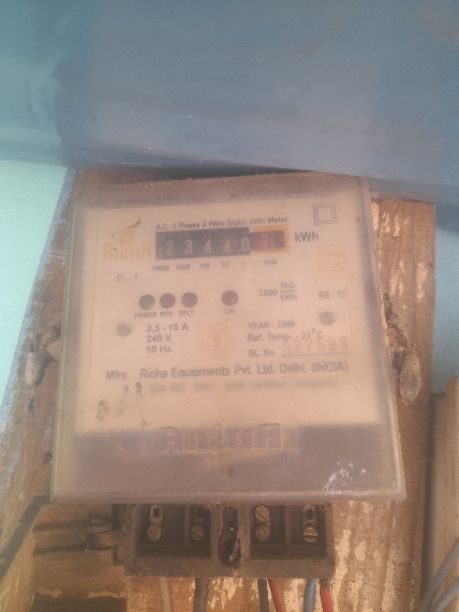 A.C. 1 Phase 2 Wire Static kWh Meter.
RICHA
23440 kWh
CL : 1
10000 1000 100 10 1 1/10
3200 imp/kWh
RS : 12
POWER REV. EPLT CAL.
2.5 - 10 A
240 V.
50 Hz.
YEAR : 2006
Ref. Temp. : 27°C
SL. No.
Mfrs. : Richa Equipments Pvt. Ltd. Delhi. (INDIA)